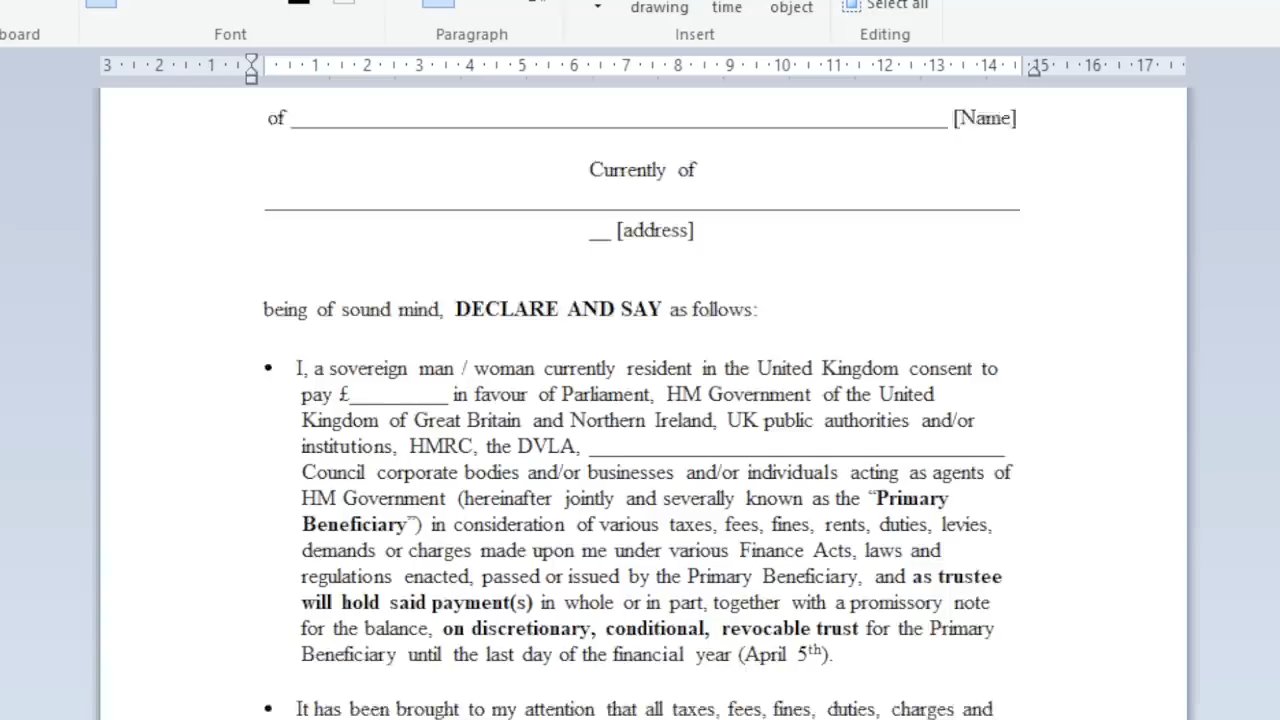 drawing time object Select all
board Font Paragraph Insert Editing
3 2 1 1 2 3 4 5 6 7 8 9 10 11 12 13 14 15 16 17
of ______ [Name]
Currently of
______
__ [address]
being of sound mind, DECLARE AND SAY as follows:
• I, a sovereign man / woman currently resident in the United Kingdom consent to
pay £_________ in favour of Parliament, HM Government of the United
Kingdom of Great Britain and Northern Ireland, UK public authorities and/or
institutions, HMRC, the DVLA, ______
Council corporate bodies and/or businesses and/or individuals acting as agents of
HM Government (hereinafter jointly and severally known as the “Primary
Beneficiary”) in consideration of various taxes, fees, fines, rents, duties, levies,
demands or charges made upon me under various Finance Acts, laws and
regulations enacted, passed or issued by the Primary Beneficiary, and as trustee
will hold said payment(s) in whole or in part, together with a promissory note
for the balance, on discretionary, conditional, revocable trust for the Primary
Beneficiary until the last day of the financial year (April 5th).
• It has been brought to my attention that all taxes, fees, fines, duties, charges and